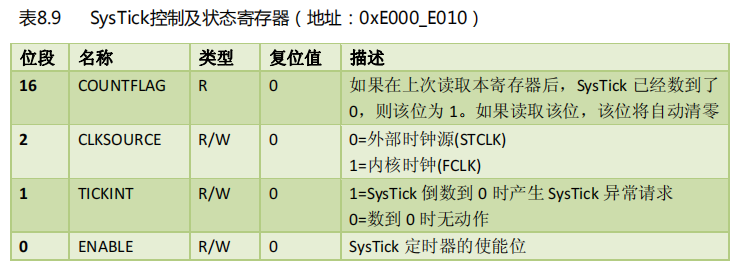 表8.9 SysTick控制及状态寄存器（地址：0xE000_E010）
位段 名称 类型 复位值 描述
16 COUNTFLAG R 0 如果在上次读取本寄存器后，SysTick 已经数到了
0，则该位为 1。如果读取该位，该位将自动清零
2 CLKSOURCE R/W 0 0=外部时钟源(STCLK)
1=内核时钟(FCLK)
1 TICKINT R/W 0 1=SysTick 倒数到 0 时产生 SysTick 异常请求
0=数到 0 时无动作
0 ENABLE R/W 0 SysTick 定时器的使能位